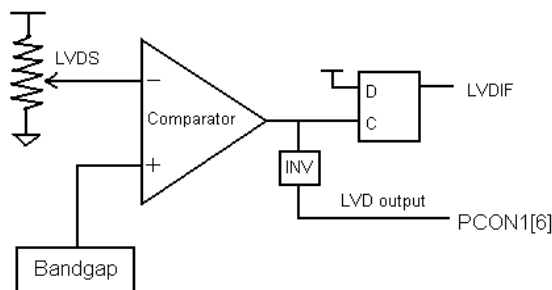 LVDS
−
Comparator
+
D
C
LVDIF
INV
LVD output
PCON1[6]
Bandgap